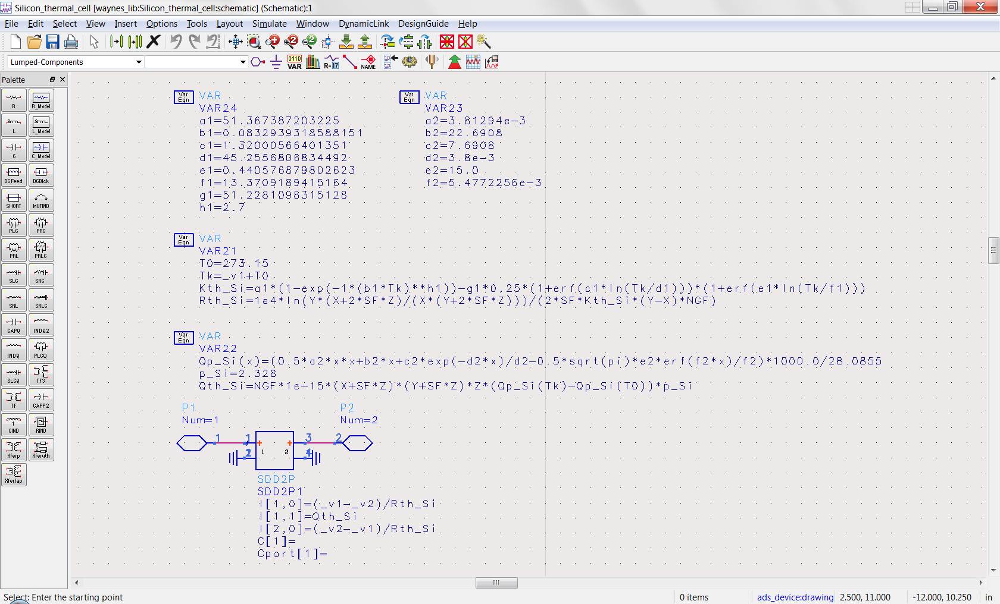 Silicon_thermal_cell [waynes_lib:Silicon_thermal_cell:schematic] (Schematic):1
File Edit Select View Insert Options Tools Layout Simulate Window DynamicLink DesignGuide Help
Lumped-Components
0110
VAR
R=17
NAME
Palette
R R_Model
L L_Model
C C_Model
DCFeed DCBlck
SHORT MUTIND
PLC PRC
PRL PRLC
SLC SRC
SRL SRLC
CAPQ INDQ2
INDQ PLCQ
SLCQ TF3
TF CAPP2
CIND RIND
Xferp Xferuth
Xfertap
Var
Eqn
VAR
VAR24
a1=51.367387203225
b1=0.0832939318588151
c1=1.32000566401351
d1=45.2556806834492
e1=0.440576879802623
f1=13.3709189415164
g1=51.2281098315128
h1=2.7
Var
Eqn
VAR
VAR23
a2=3.81294e-3
b2=22.6908
c2=7.6908
d2=3.8e-3
e2=15.0
f2=5.4772256e-3
Var
Eqn
VAR
VAR21
T0=273.15
Tk=_v1+T0
Kth_Si=g1*(1-exp(-1*(b1*Tk)**h1))-g1*0.25*(1+erf(c1*ln(Tk/d1)))*(1+erf(e1*ln(Tk/f1)))
Rth_Si=1e4*ln(Y*(X+2*SF*Z)/(X*(Y+2*SF*Z)))/(2*SF*Kth_Si*(Y-X)*NGF)
Var
Eqn
VAR
VAR22
Qp_Si(x)=(0.5*a2*x*x+b2*x+c2*exp(-d2*x)/d2-0.5*sqrt(pi)*e2*erf(f2*x)/f2)*1000.0/28.0855
p_Si=2.328
Qth_Si=NGF*1e-15*(X+SF*Z)*(Y+SF*Z)*Z*(Qp_Si(Tk)-Qp_Si(T0))*p_Si
P1
Num=1
P2
Num=2
1 1 3 2
2 1 2 4
SDD2P
SDD2P1
I[1,0]=(_v1-_v2)/Rth_Si
I[1,1]=Qth_Si
I[2,0]=(_v2-_v1)/Rth_Si
C[1]=
Cport[1]=
Select: Enter the starting point
0 items
ads_device:drawing
2.500, 11.000
-12.000, 10.250
in